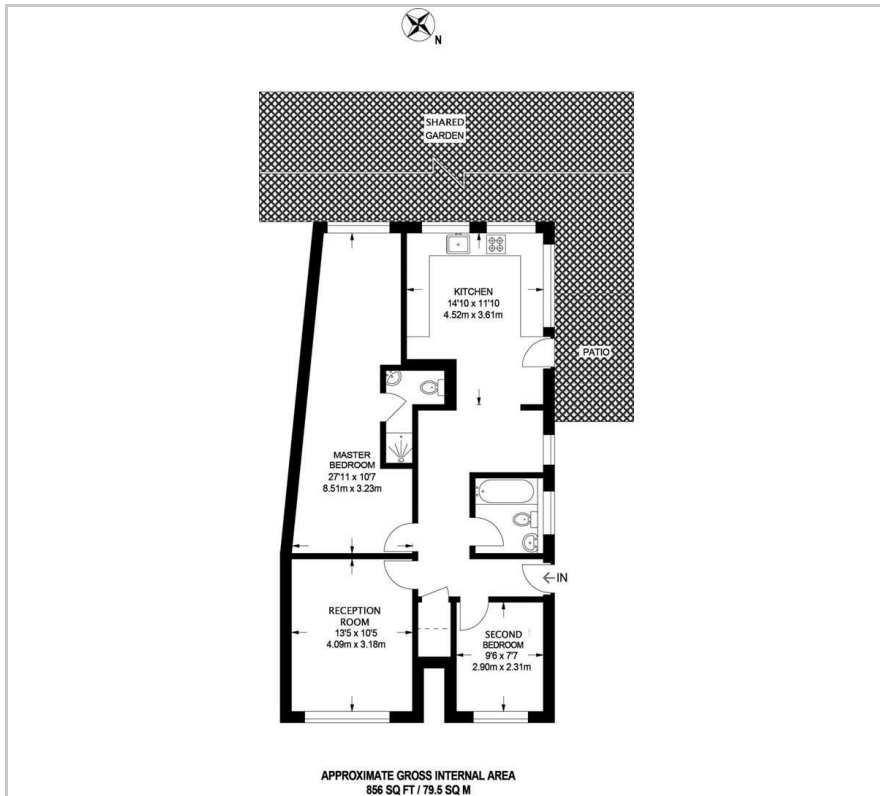 N
SHARED
GARDEN
KITCHEN
14'10 x 11'10
4.52m x 3.61m
PATIO
MASTER
BEDROOM
27'11 x 10'7
8.51m x 3.23m
IN
RECEPTION
ROOM
13'5 x 10'5
4.09m x 3.18m
SECOND
BEDROOM
9'6 x 7'7
2.90m x 2.31m
APPROXIMATE GROSS INTERNAL AREA
856 SQ FT / 79.5 SQ M